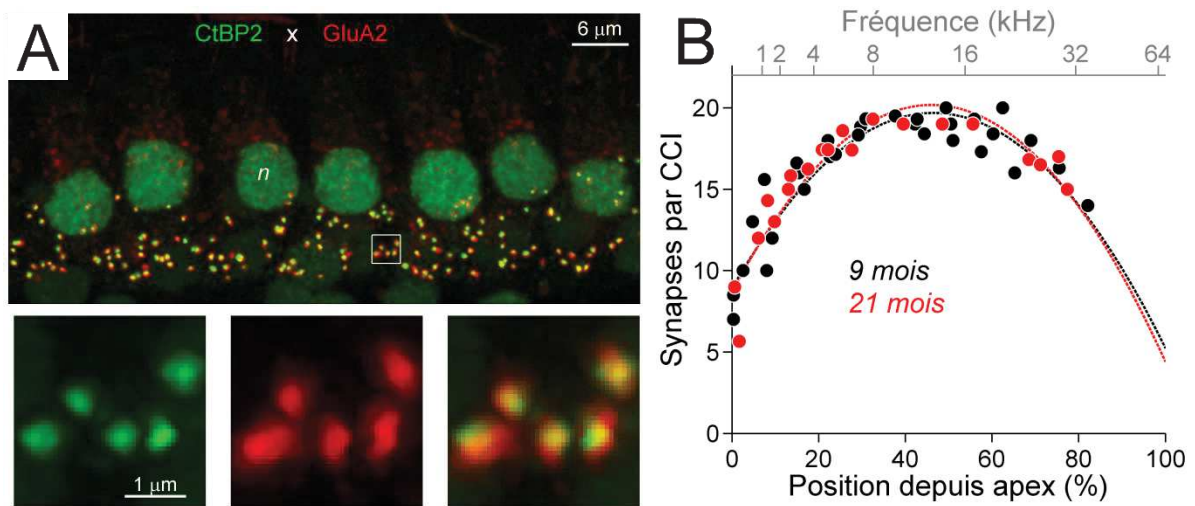 A
CtBP2 x GluA2
6 µm
n
1 µm
B
Fréquence (kHz)
1 2 4 8 16 32 64
Synapses par CCI
20
15
10
5
0
9 mois
21 mois
0 20 40 60 80 100
Position depuis apex (%)